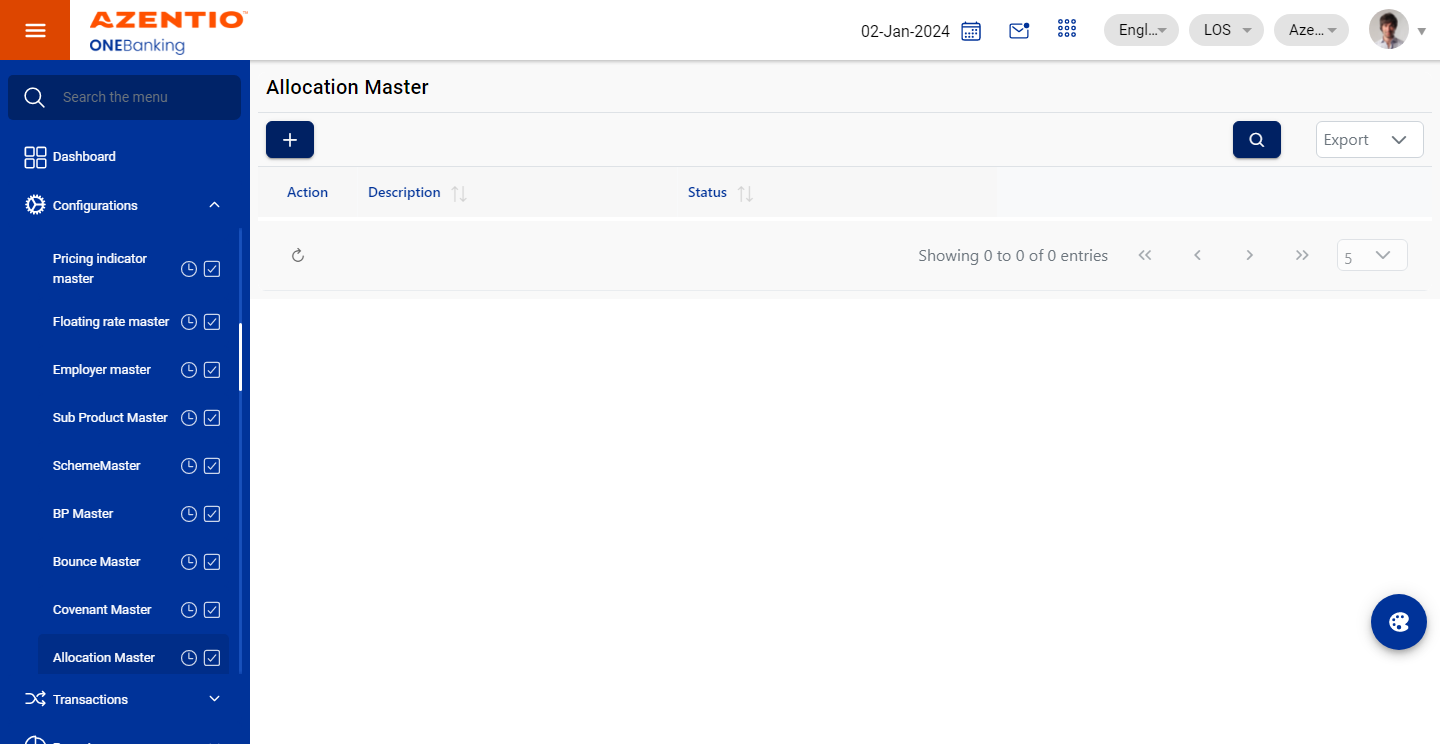 AZENTIO™
ONEBanking
02-Jan-2024
Engl...
LOS
Aze...
Search the menu
Dashboard
Configurations
Pricing indicator
master
Floating rate master
Employer master
Sub Product Master
SchemeMaster
BP Master
Bounce Master
Covenant Master
Allocation Master
Transactions
Allocation Master
Export
Action
Description
Status
Showing 0 to 0 of 0 entries
5